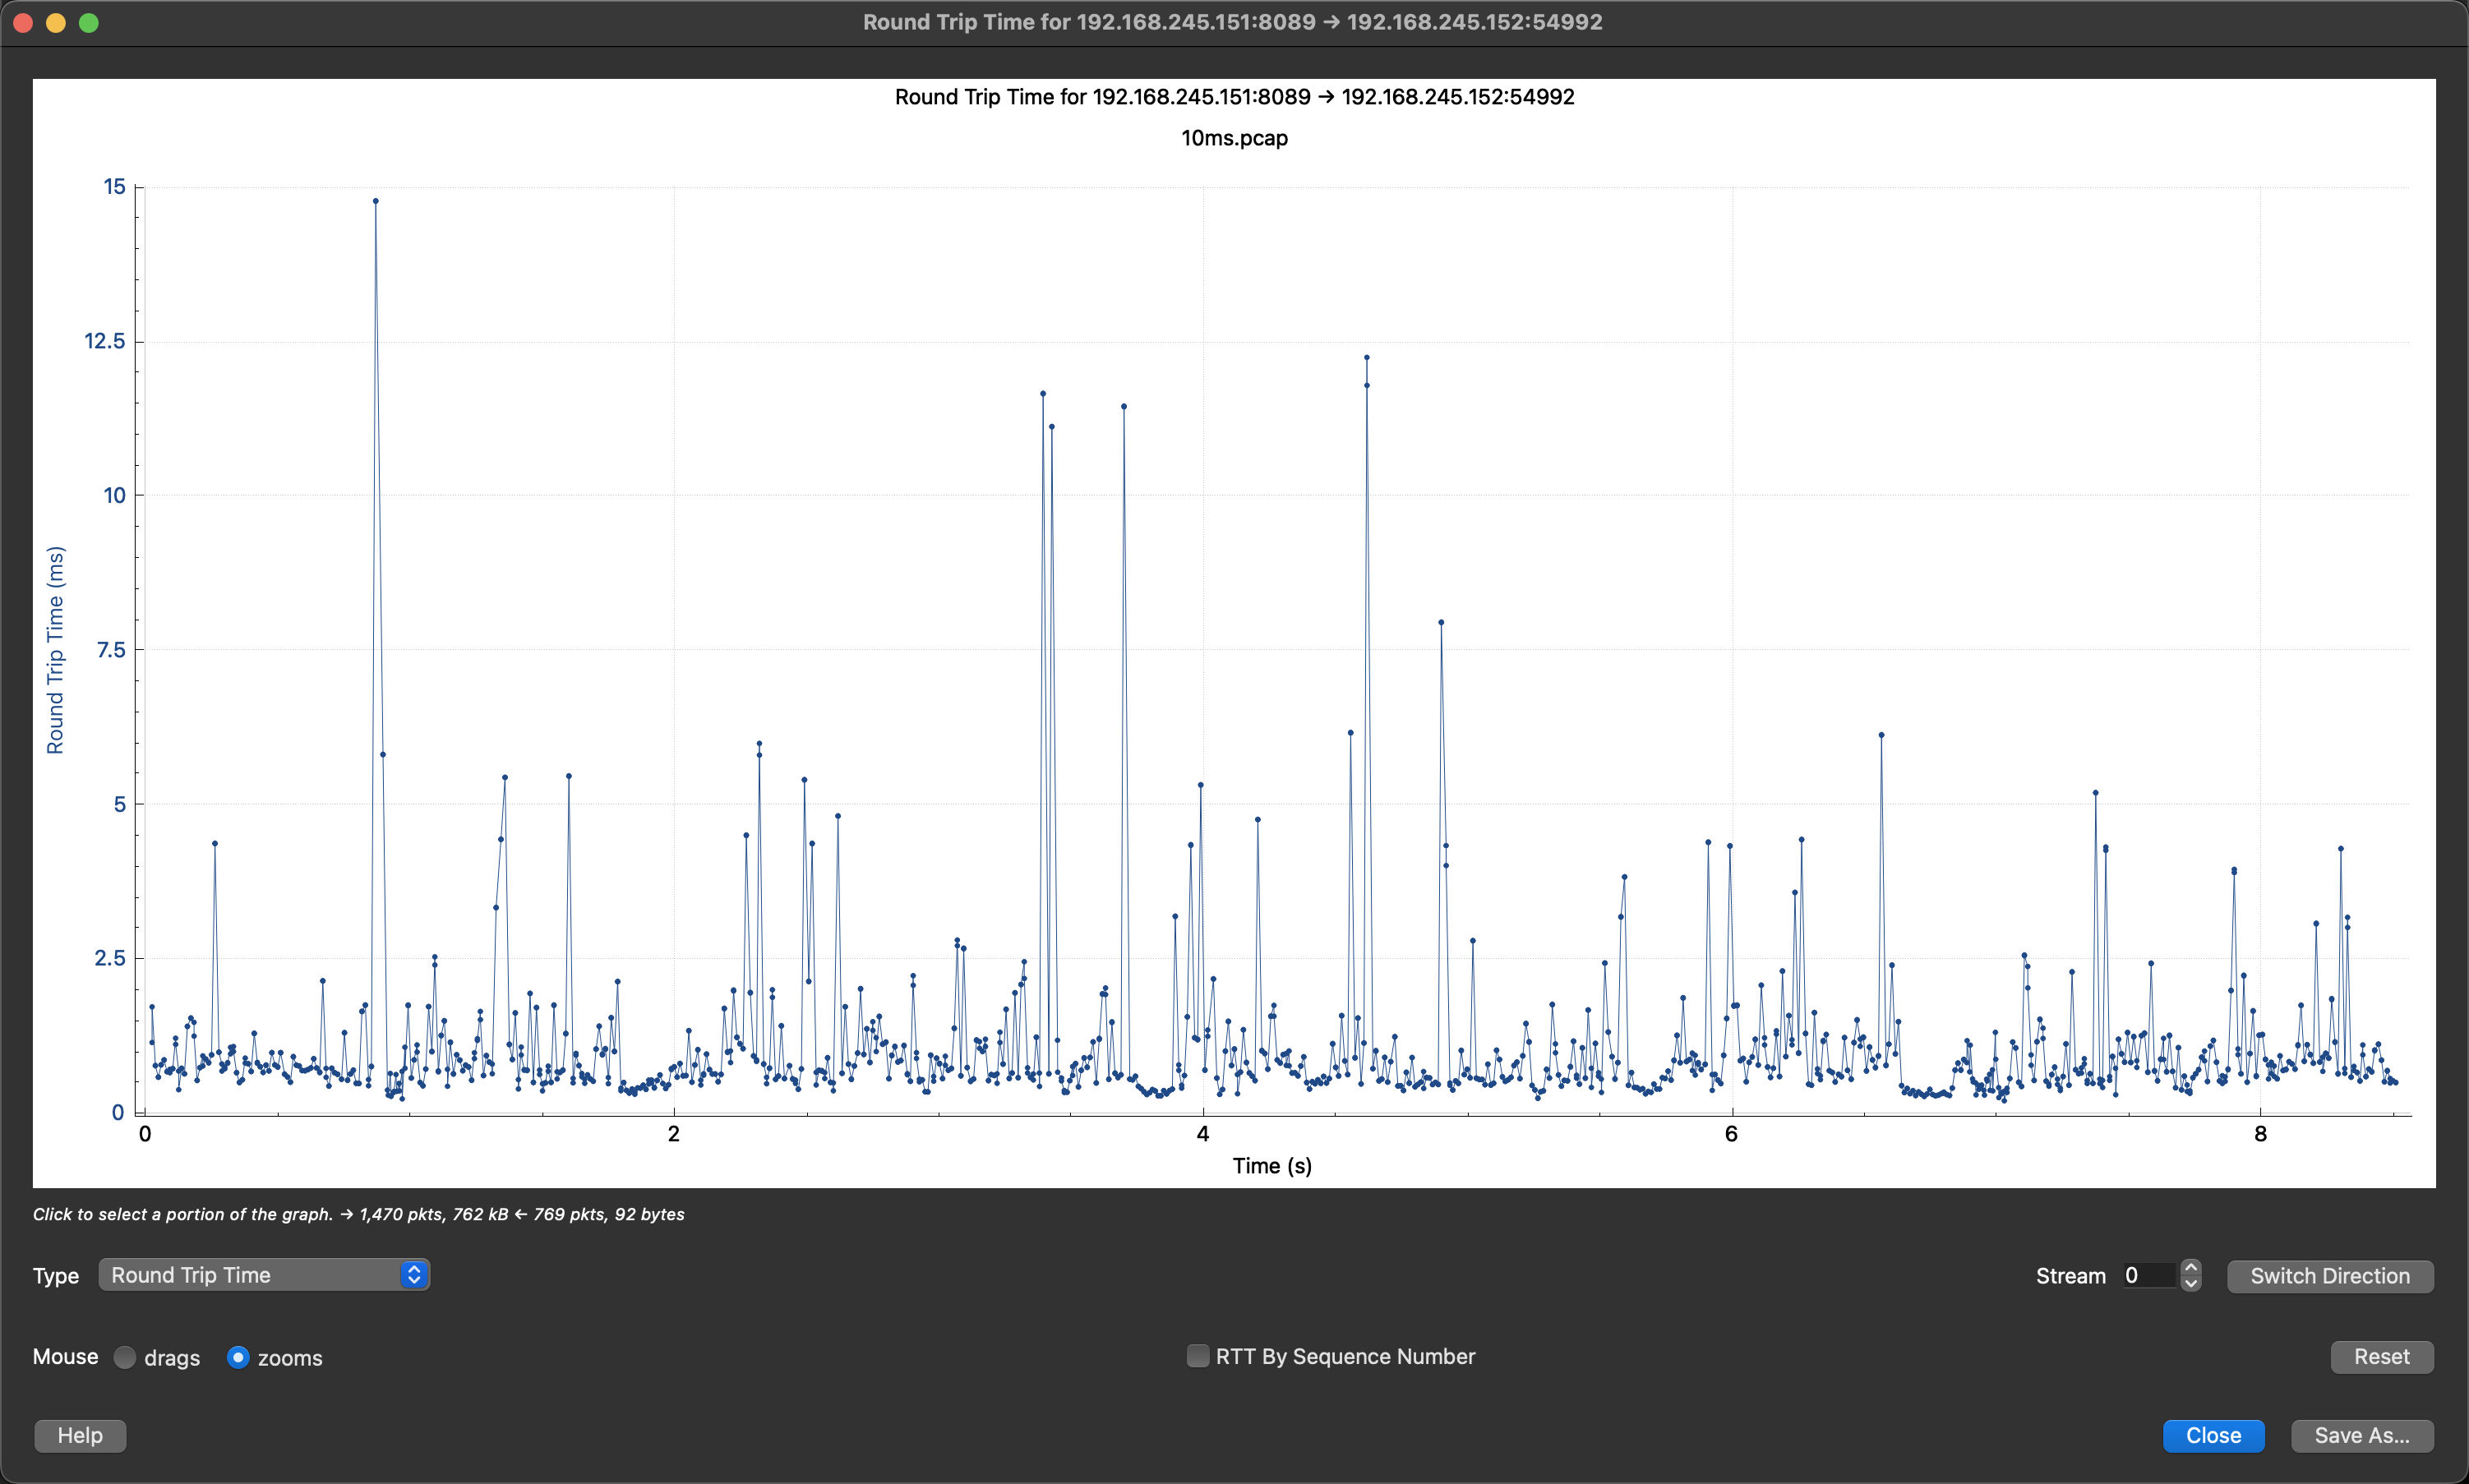 Round Trip Time for 192.168.245.151:8089 → 192.168.245.152:54992
Round Trip Time for 192.168.245.151:8089 → 192.168.245.152:54992
10ms.pcap
15
12.5
10
7.5
5
2.5
0
Round Trip Time (ms)
0 2 4 6 8
Time (s)
Click to select a portion of the graph. → 1,470 pkts, 762 kB ← 769 pkts, 92 bytes
Type Round Trip Time Stream 0 Switch Direction
Mouse drags zooms RTT By Sequence Number Reset
Help Close Save As...